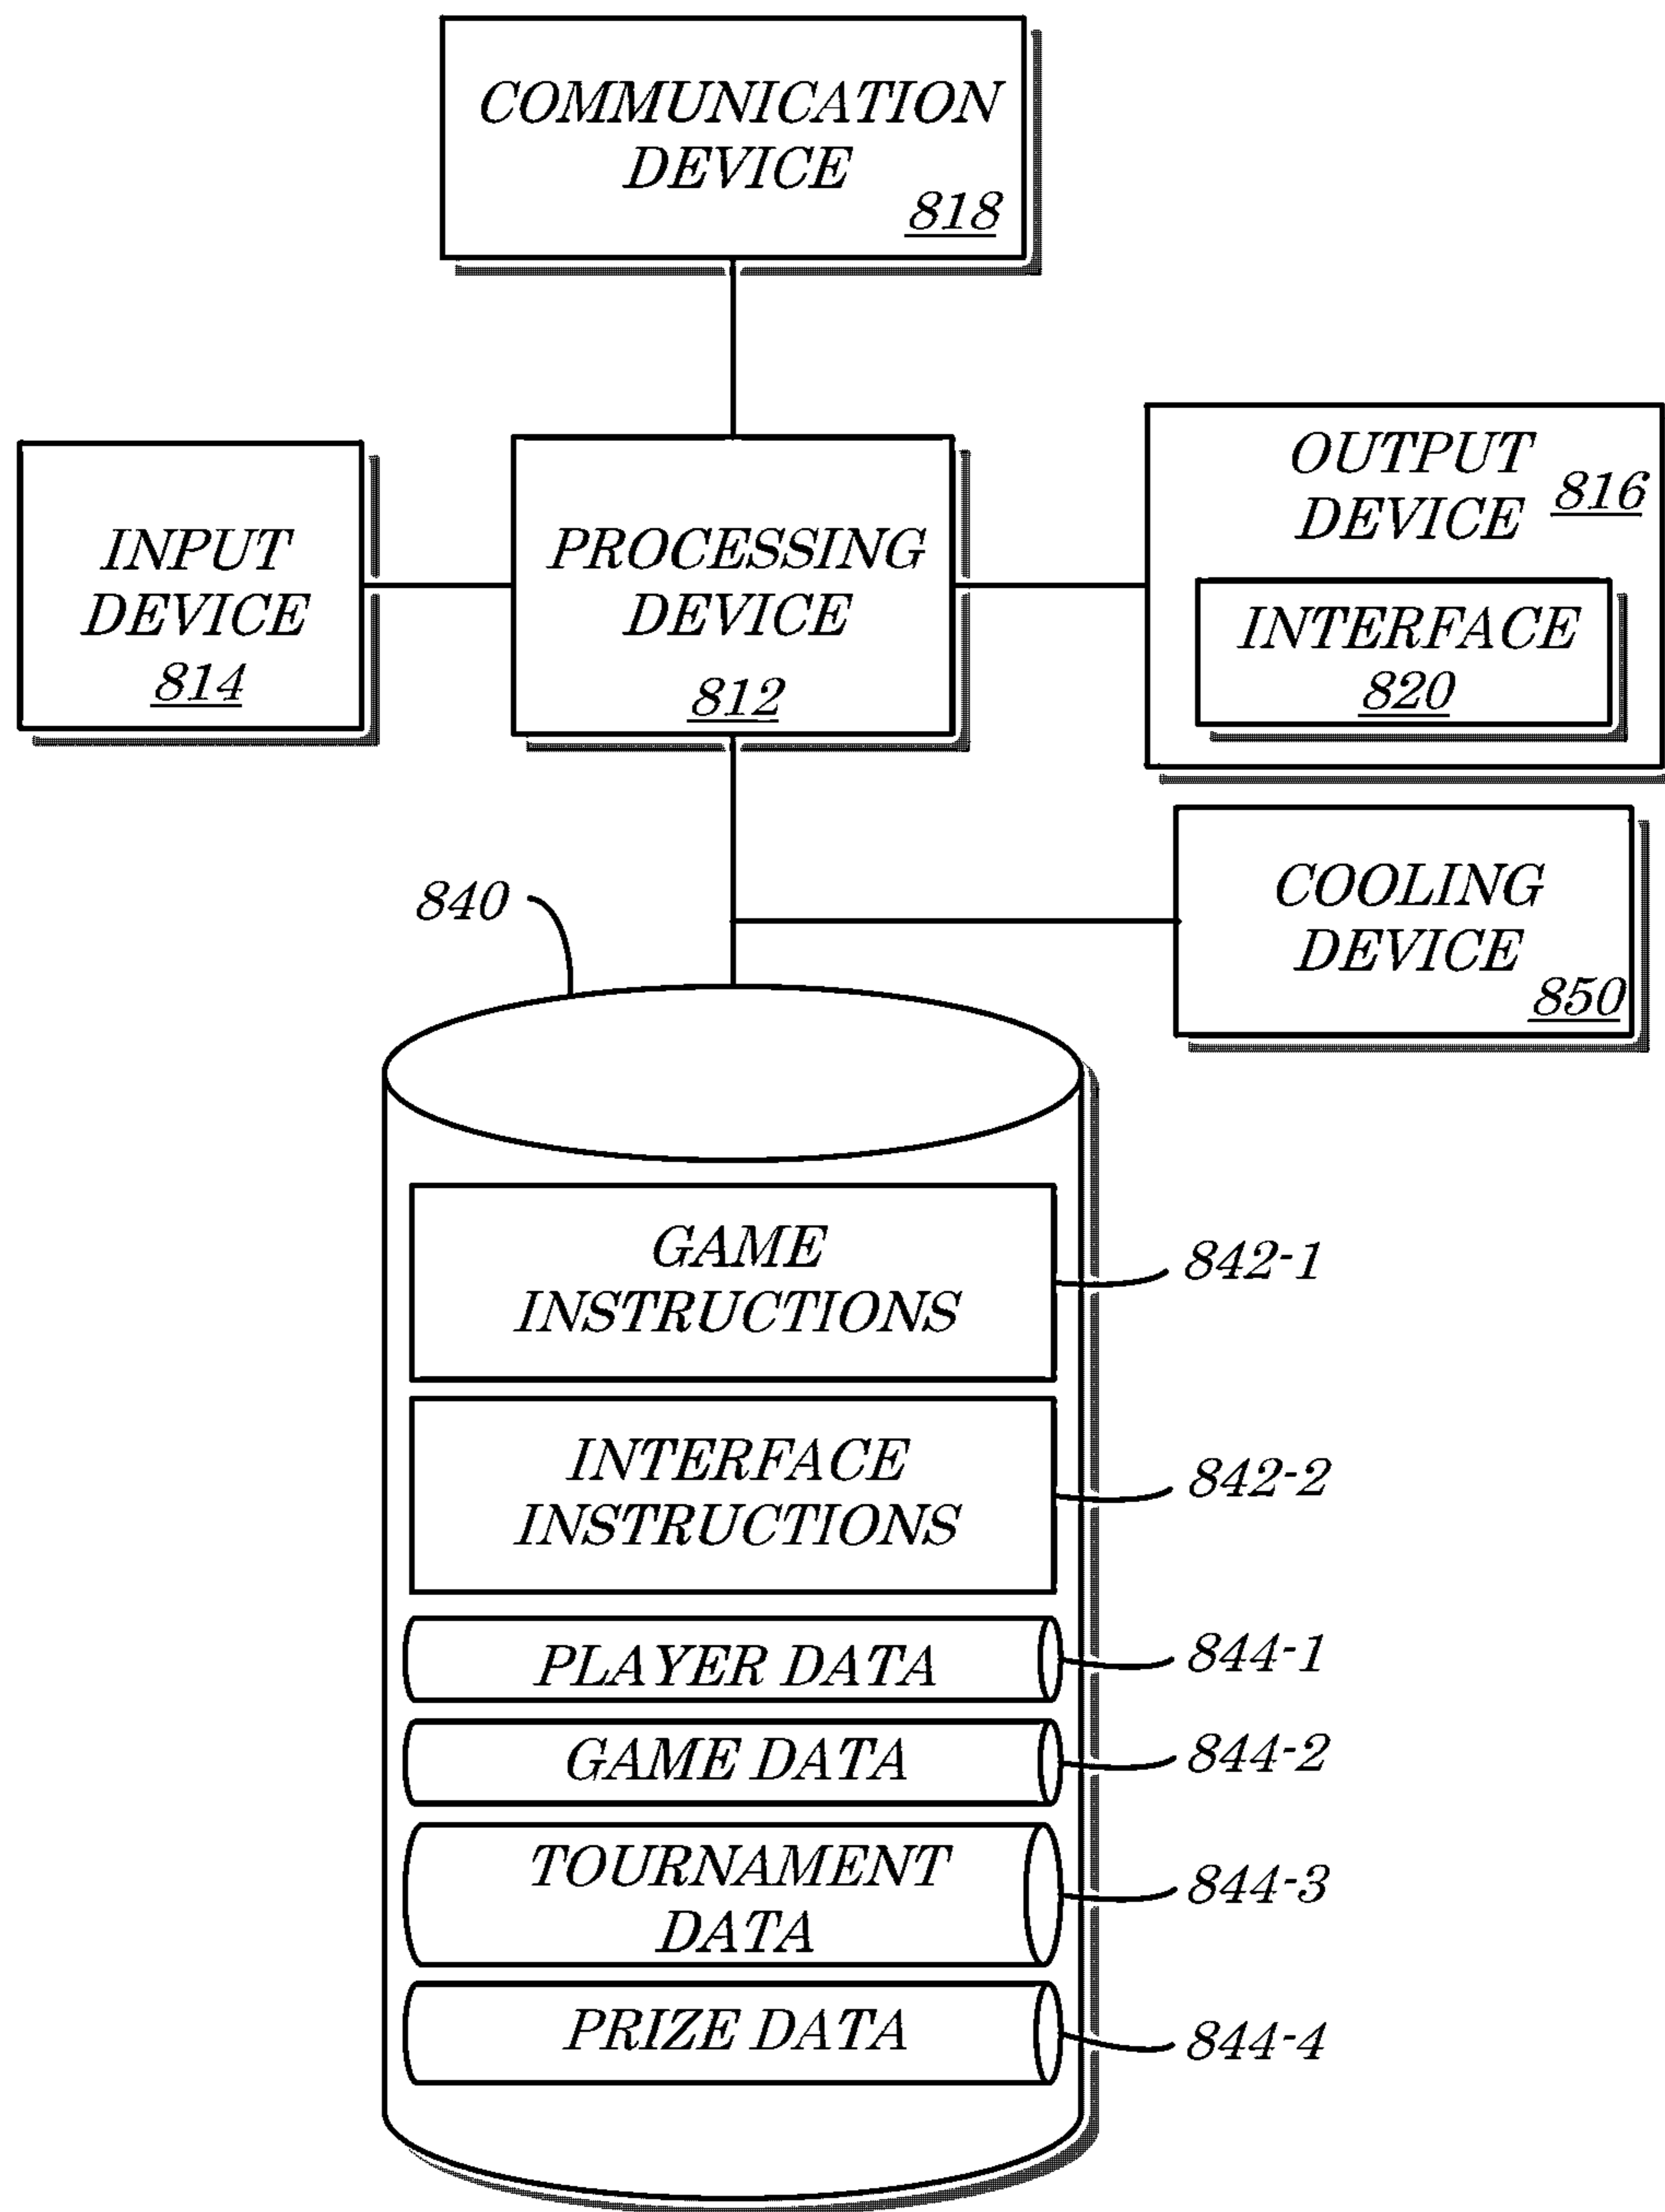 COMMUNICATION
DEVICE
818
INPUT
DEVICE
814
PROCESSING
DEVICE
812
OUTPUT
DEVICE
816
INTERFACE
820
COOLING
DEVICE
850
840
GAME
INSTRUCTIONS
842-1
INTERFACE
INSTRUCTIONS
842-2
PLAYER DATA
844-1
GAME DATA
844-2
TOURNAMENT
DATA
844-3
PRIZE DATA
844-4